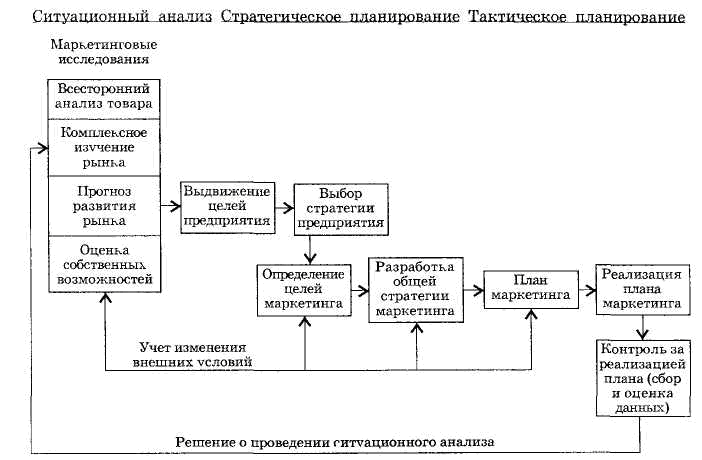 Ситуационный анализ Стратегическое планирование Тактическое планирование
Маркетинговые
исследования
Всесторонний
анализ товара
Комплексное
изучение
рынка
Прогноз
развития
рынка
Оценка
собственных
возможностей
Выдвижение
целей
предприятия
Выбор
стратегии
предприятия
Определение
целей
маркетинга
Разработка
общей
стратегии
маркетинга
План
маркетинга
Реализация
плана
маркетинга
Учет изменения
внешних условий
Контроль за
реализацией
плана (сбор
и оценка
данных)
Решение о проведении ситуационного анализа